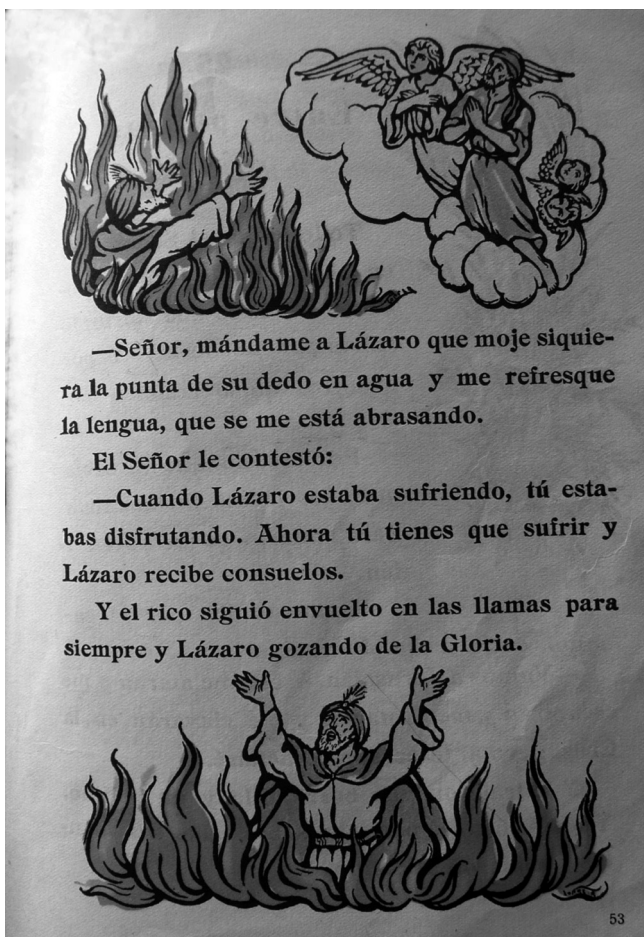 —Señor, mándame a Lázaro que moje siquie-
ra la punta de su dedo en agua y me refresque
la lengua, que se me está abrasando.
El Señor le contestó:
—Cuando Lázaro estaba sufriendo, tú esta-
bas disfrutando. Ahora tú tienes que sufrir y
Lázaro recibe consuelos.
Y el rico siguió envuelto en las llamas para
siempre y Lázaro gozando de la Gloria.
53